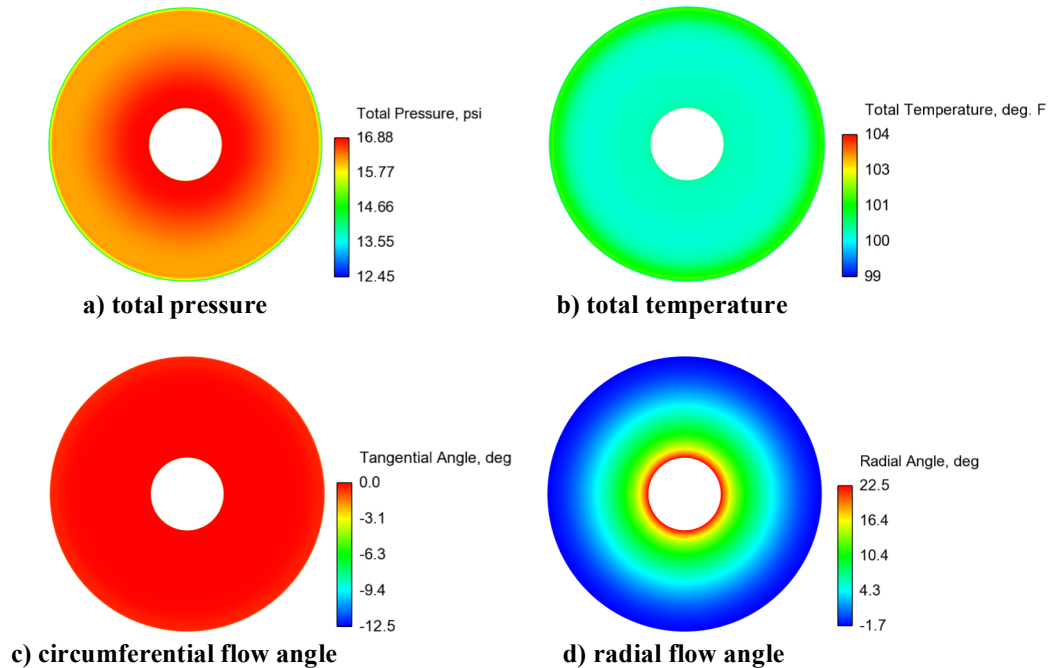 Total Pressure, psi
16.88
15.77
14.66
13.55
12.45
a) total pressure
Total Temperature, deg. F
104
103
101
100
99
b) total temperature
Tangential Angle, deg
0.0
-3.1
-6.3
-9.4
-12.5
c) circumferential flow angle
Radial Angle, deg
22.5
16.4
10.4
4.3
-1.7
d) radial flow angle